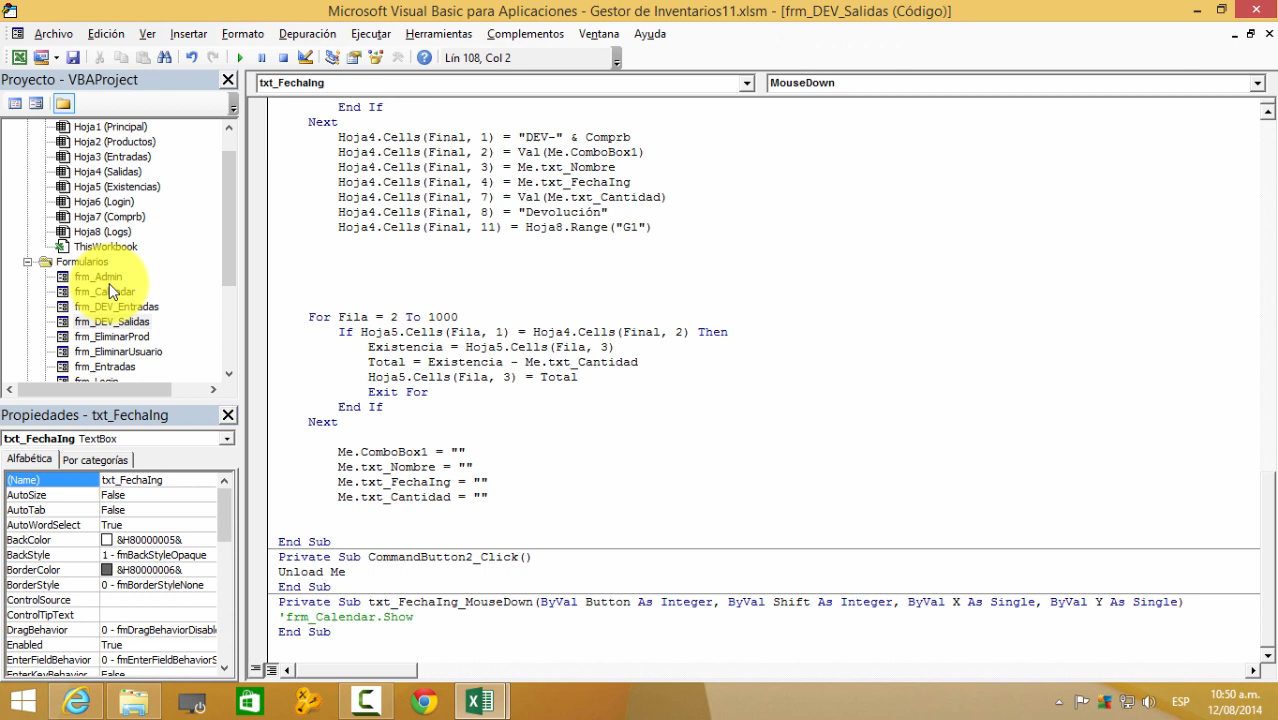 Microsoft Visual Basic para Aplicaciones - Gestor de Inventarios11.xlsm - [frm_DEV_Salidas (Código)]
Archivo Edición Ver Insertar Formato Depuración Ejecutar Herramientas Complementos Ventana Ayuda
Lín 108, Col 2
Proyecto - VBAProject
Hoja1 (Principal)
Hoja2 (Productos)
Hoja3 (Entradas)
Hoja4 (Salidas)
Hoja5 (Existencias)
Hoja6 (Login)
Hoja7 (Comprb)
Hoja8 (Logs)
ThisWorkbook
Formularios
frm_Admin
frm_Calendar
frm_DEV_Entradas
frm_DEV_Salidas
frm_EliminarProd
frm_EliminarUsuario
frm_Entradas
frm_Login
Propiedades - txt_FechaIng
txt_FechaIng TextBox
Alfabética Por categorías
(Name) txt_FechaIng
AutoSize False
AutoTab False
AutoWordSelect True
BackColor &H80000005&
BackStyle 1 - fmBackStyleOpaque
BorderColor &H80000006&
BorderStyle 0 - fmBorderStyleNone
ControlSource
ControlTipText
DragBehavior 0 - fmDragBehaviorDisabl
Enabled True
EnterFieldBehavior 0 - fmEnterFieldBehaviorS
EnterKeyBehavior False
txt_FechaIng MouseDown
End If
Next
Hoja4.Cells(Final, 1) = "DEV-" & Comprb
Hoja4.Cells(Final, 2) = Val(Me.ComboBox1)
Hoja4.Cells(Final, 3) = Me.txt_Nombre
Hoja4.Cells(Final, 4) = Me.txt_FechaIng
Hoja4.Cells(Final, 7) = Val(Me.txt_Cantidad)
Hoja4.Cells(Final, 8) = "Devolución"
Hoja4.Cells(Final, 11) = Hoja8.Range("G1")
For Fila = 2 To 1000
If Hoja5.Cells(Fila, 1) = Hoja4.Cells(Final, 2) Then
Existencia = Hoja5.Cells(Fila, 3)
Total = Existencia - Me.txt_Cantidad
Hoja5.Cells(Fila, 3) = Total
Exit For
End If
Next
Me.ComboBox1 = ""
Me.txt_Nombre = ""
Me.txt_FechaIng = ""
Me.txt_Cantidad = ""
End Sub
Private Sub CommandButton2_Click()
Unload Me
End Sub
Private Sub txt_FechaIng_MouseDown(ByVal Button As Integer, ByVal Shift As Integer, ByVal X As Single, ByVal Y As Single)
'frm_Calendar.Show
End Sub
ESP
10:50 a.m.
12/08/2014